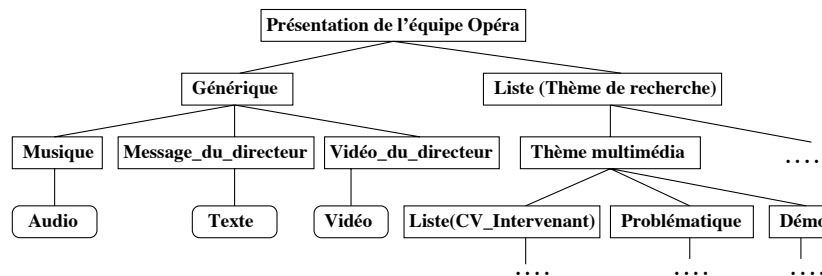 Présentation de l'équipe Opéra
Générique
Liste (Thème de recherche)
Musique
Message_du_directeur
Vidéo_du_directeur
Thème multimédia
....
Audio
Texte
Vidéo
Liste(CV_Intervenant)
Problématique
Démo
....
....
....